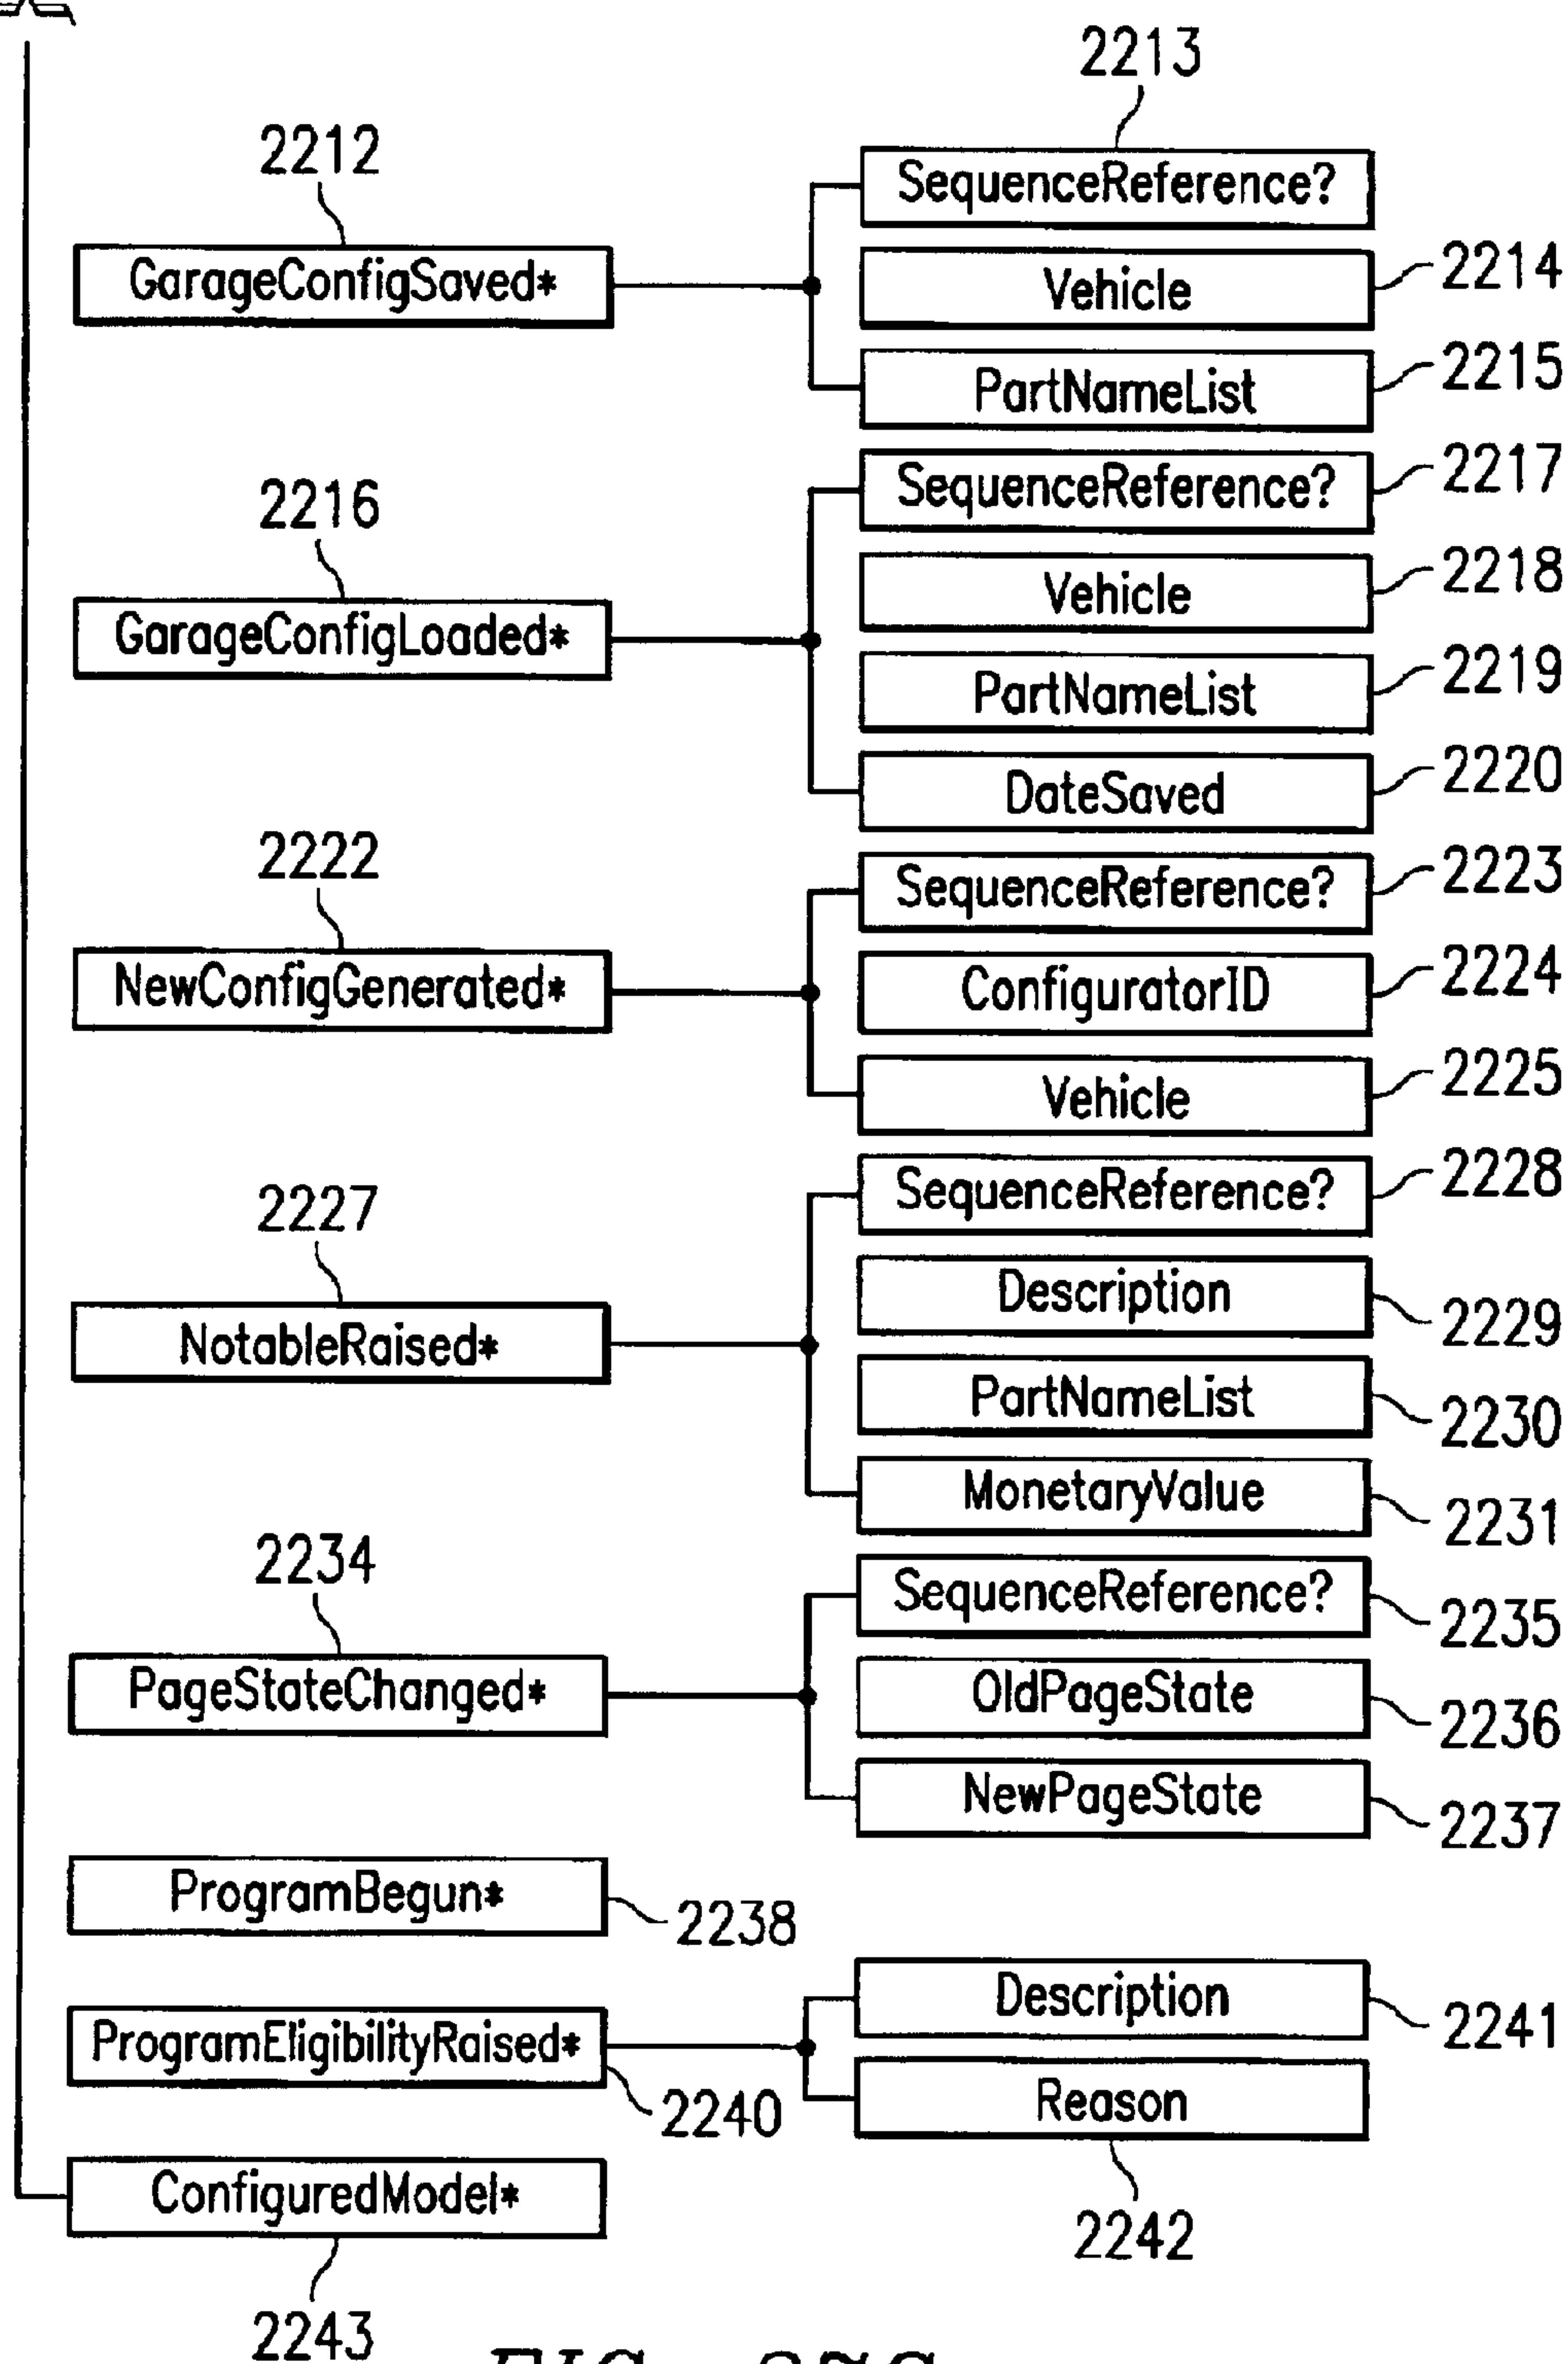 2213
2212
SequenceReference?
GarageConfigSaved*
Vehicle
2214
PartNameList
2215
SequenceReference?
2217
2216
Vehicle
2218
GarageConfigLoaded*
PartNameList
2219
DateSaved
2220
2222
SequenceReference?
2223
NewConfigGenerated*
ConfiguratorID
2224
Vehicle
2225
SequenceReference?
2228
2227
Description
2229
NotableRaised*
PartNameList
2230
MonetaryValue
2231
2234
SequenceReference?
2235
PageStateChanged*
OldPageState
2236
NewPageState
2237
ProgramBegun*
2238
Description
2241
ProgramEligibilityRaised*
2240
Reason
2242
ConfiguredModel*
2243